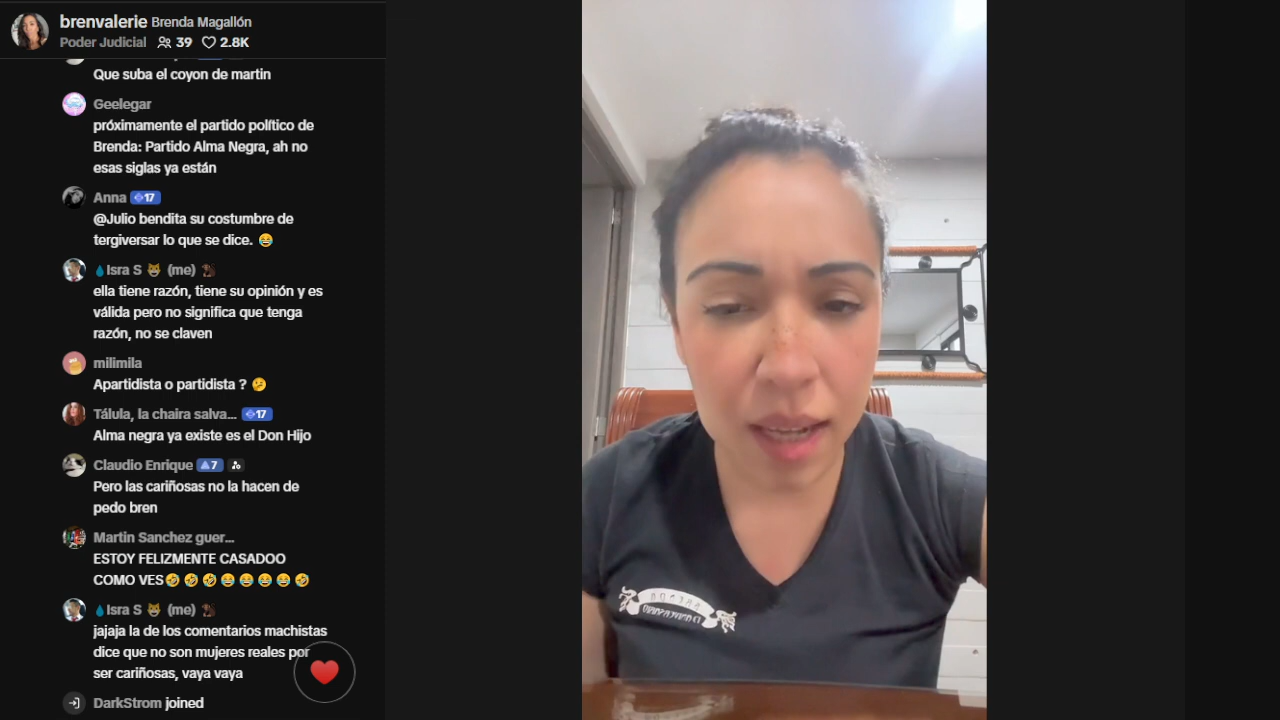 brenvalerie Brenda Magallón
Poder Judicial 39 2.8K
Que suba el coyon de martin
Geelegar
próximamente el partido político de
Brenda: Partido Alma Negra, ah no
esas siglas ya están
Anna 17
@Julio bendita su costumbre de
tergiversar lo que se dice. 😂
💧Isra S 😼 (me) 🐈‍⬛
ella tiene razón, tiene su opinión y es
válida pero no significa que tenga
razón, no se claven
milimila
Apartidista o partidista ? 🤔
Tálula, la chaira salva... 17
Alma negra ya existe es el Don Hijo
Claudio Enrique 7
Pero las cariñosas no la hacen de
pedo bren
Martin Sanchez guer...
ESTOY FELIZMENTE CASADOO
COMO VES🤣🤣🤣😂😂😂😂🤣
💧Isra S 😼 (me) 🐈‍⬛
jajaja la de los comentarios machistas
dice que no son mujeres reales por
ser cariñosas, vaya vaya
DarkStrom joined